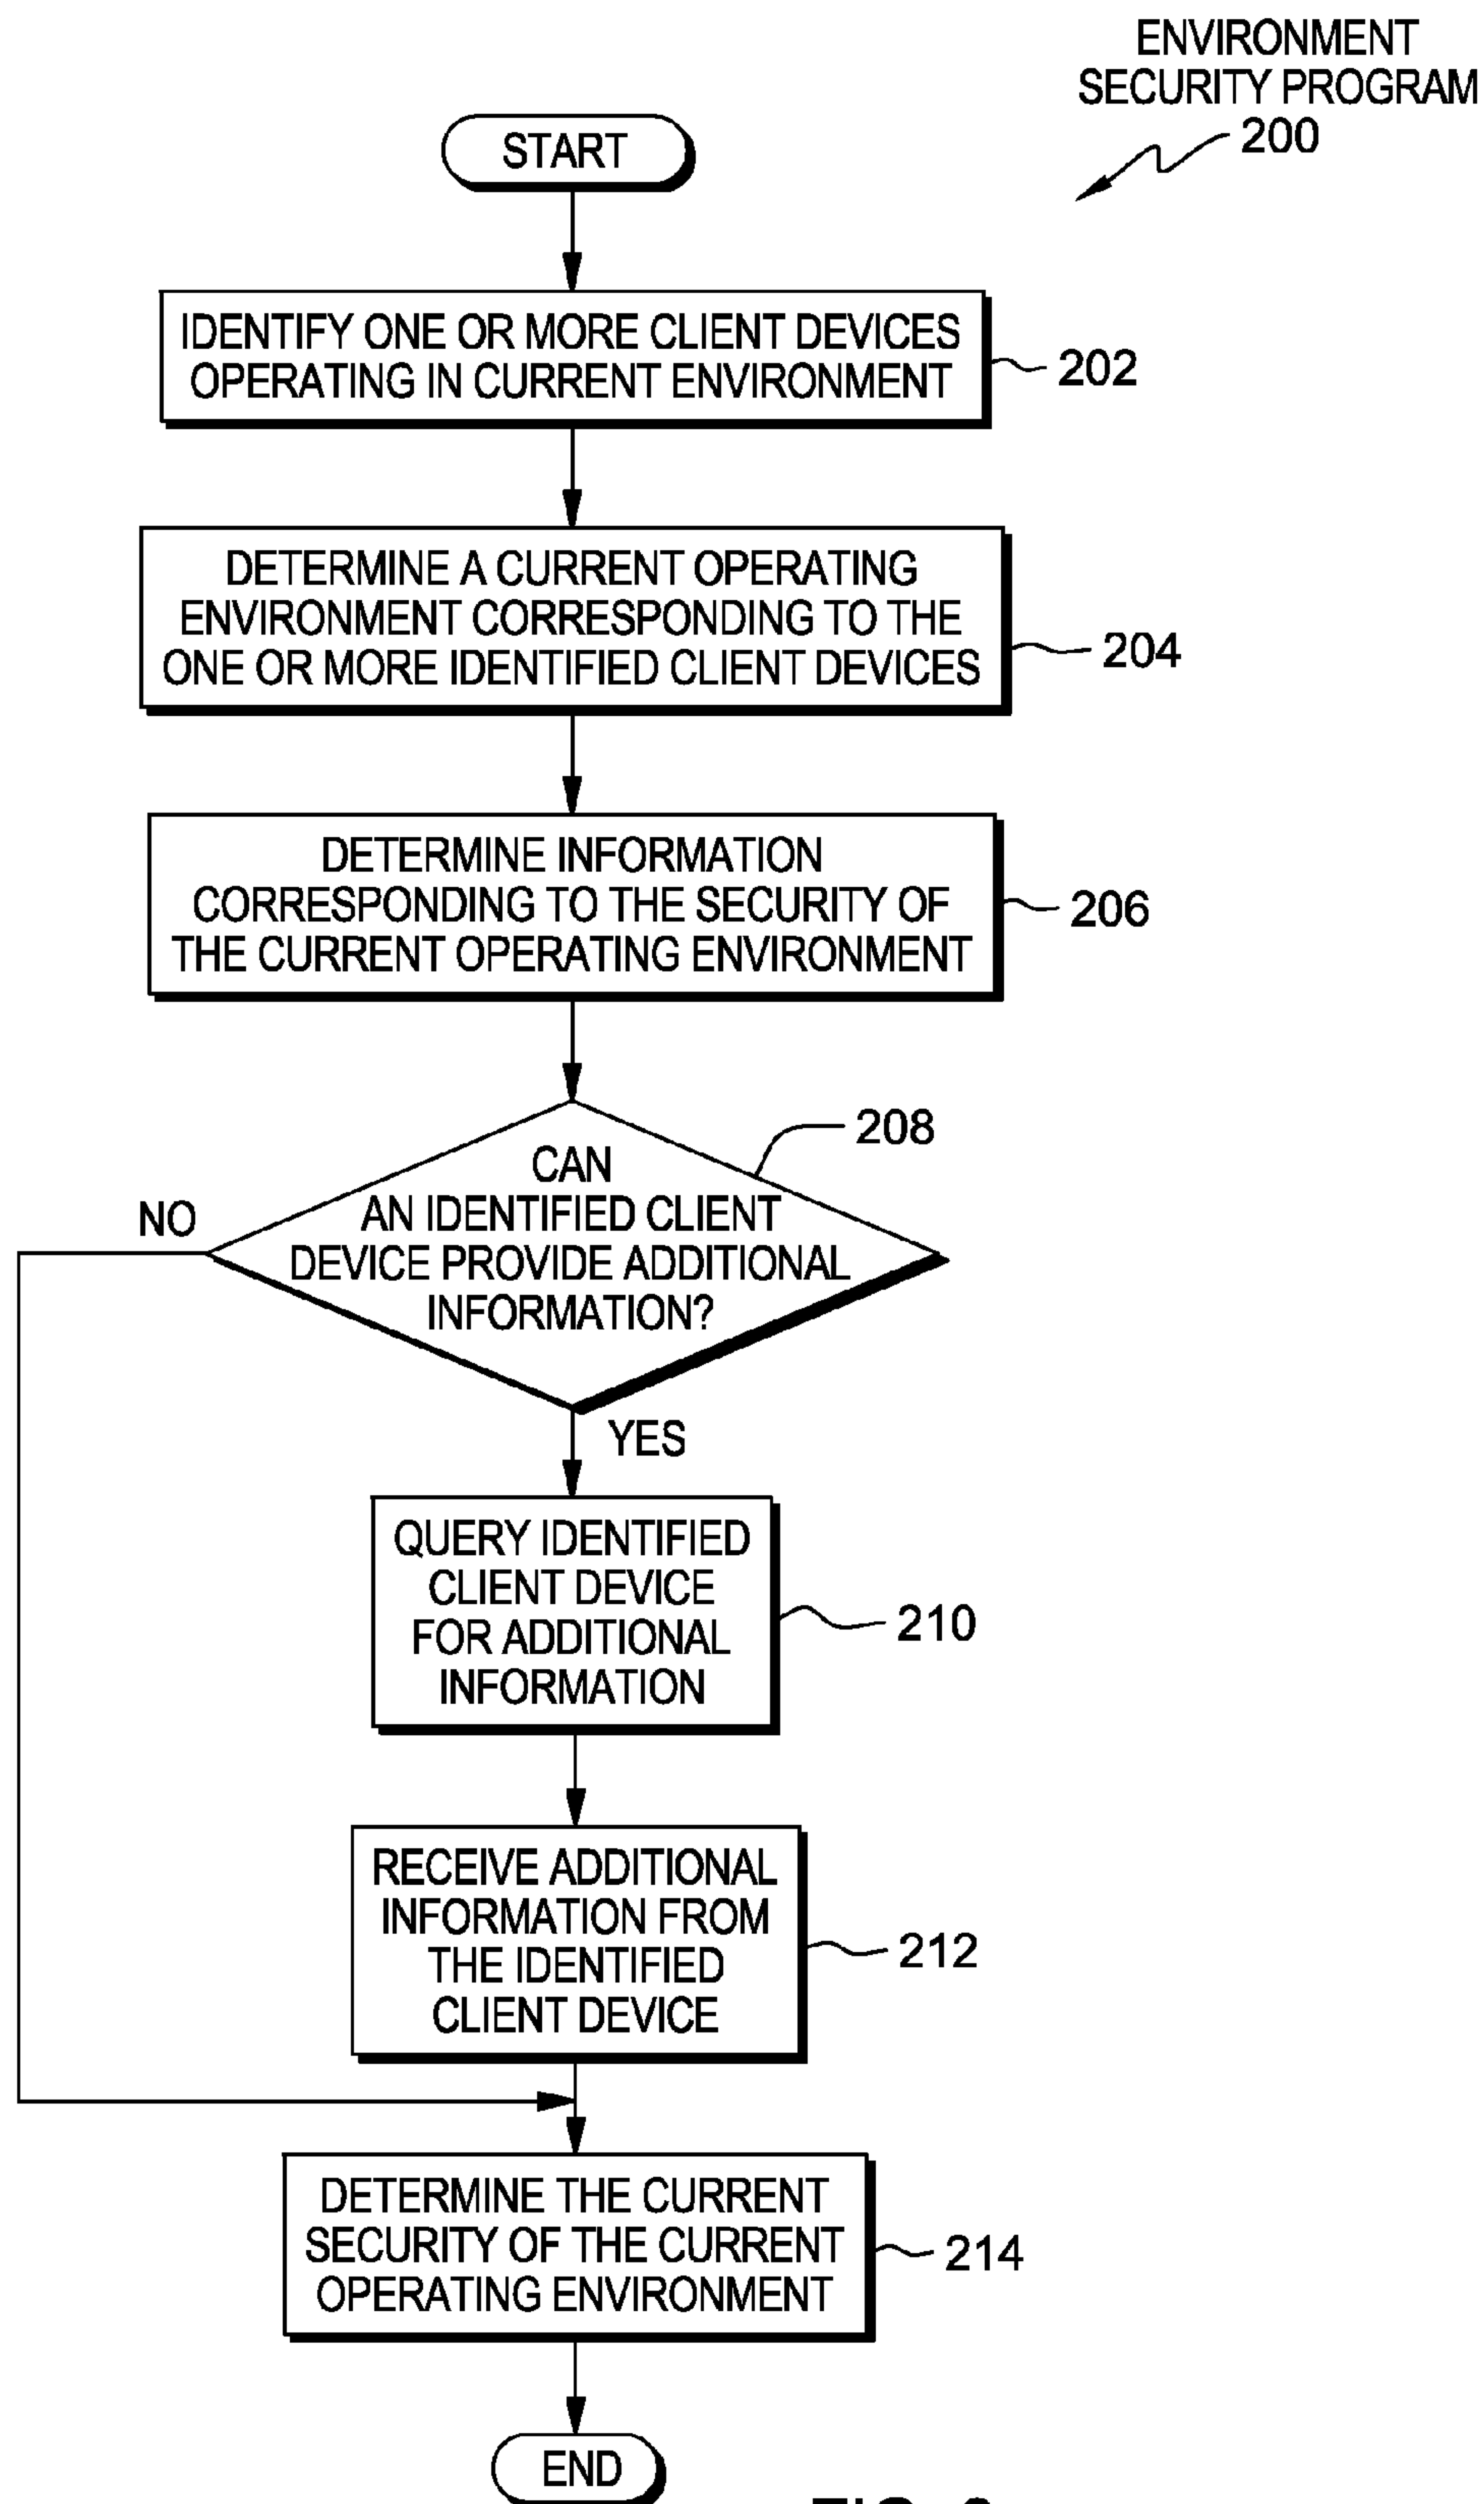 ENVIRONMENT
SECURITY PROGRAM
200
START
IDENTIFY ONE OR MORE CLIENT DEVICES
OPERATING IN CURRENT ENVIRONMENT
202
DETERMINE A CURRENT OPERATING
ENVIRONMENT CORRESPONDING TO THE
ONE OR MORE IDENTIFIED CLIENT DEVICES
204
DETERMINE INFORMATION
CORRESPONDING TO THE SECURITY OF
THE CURRENT OPERATING ENVIRONMENT
206
208
CAN
AN IDENTIFIED CLIENT
DEVICE PROVIDE ADDITIONAL
INFORMATION?
NO
YES
QUERY IDENTIFIED
CLIENT DEVICE
FOR ADDITIONAL
INFORMATION
210
RECEIVE ADDITIONAL
INFORMATION FROM
THE IDENTIFIED
CLIENT DEVICE
212
DETERMINE THE CURRENT
SECURITY OF THE CURRENT
OPERATING ENVIRONMENT
214
END